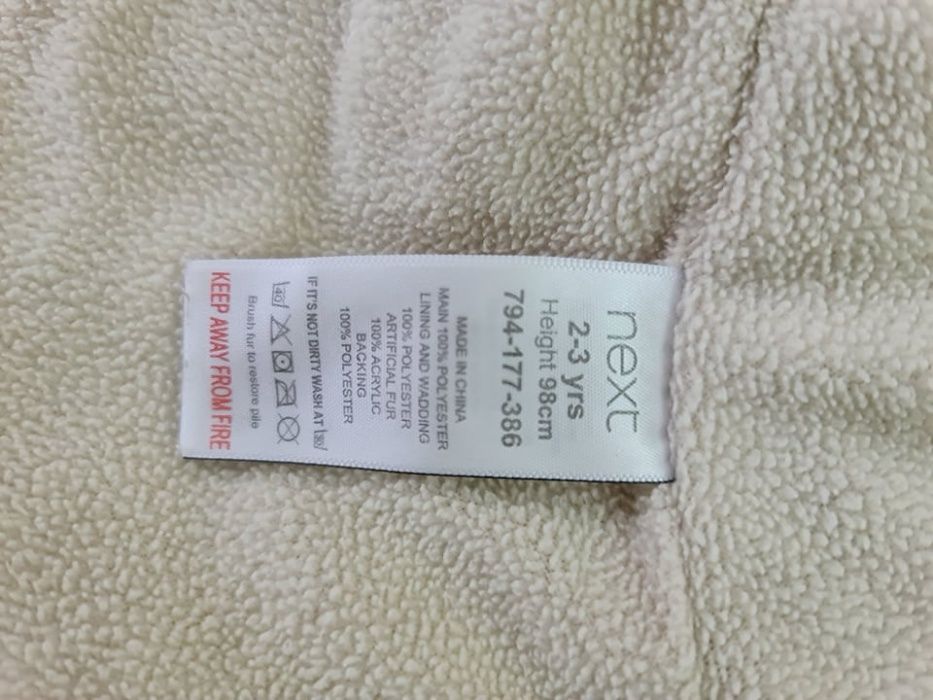 next
2-3 yrs
Height 98cm
794-177-386
MADE IN CHINA
MAIN 100% POLYESTER
LINING AND WADDING
100% POLYESTER
ARTIFICIAL FUR
100% ACRYLIC
BACKING
100% POLYESTER
IF IT'S NOT DIRTY WASH AT 30
40
Brush fur to restore pile
KEEP AWAY FROM FIRE